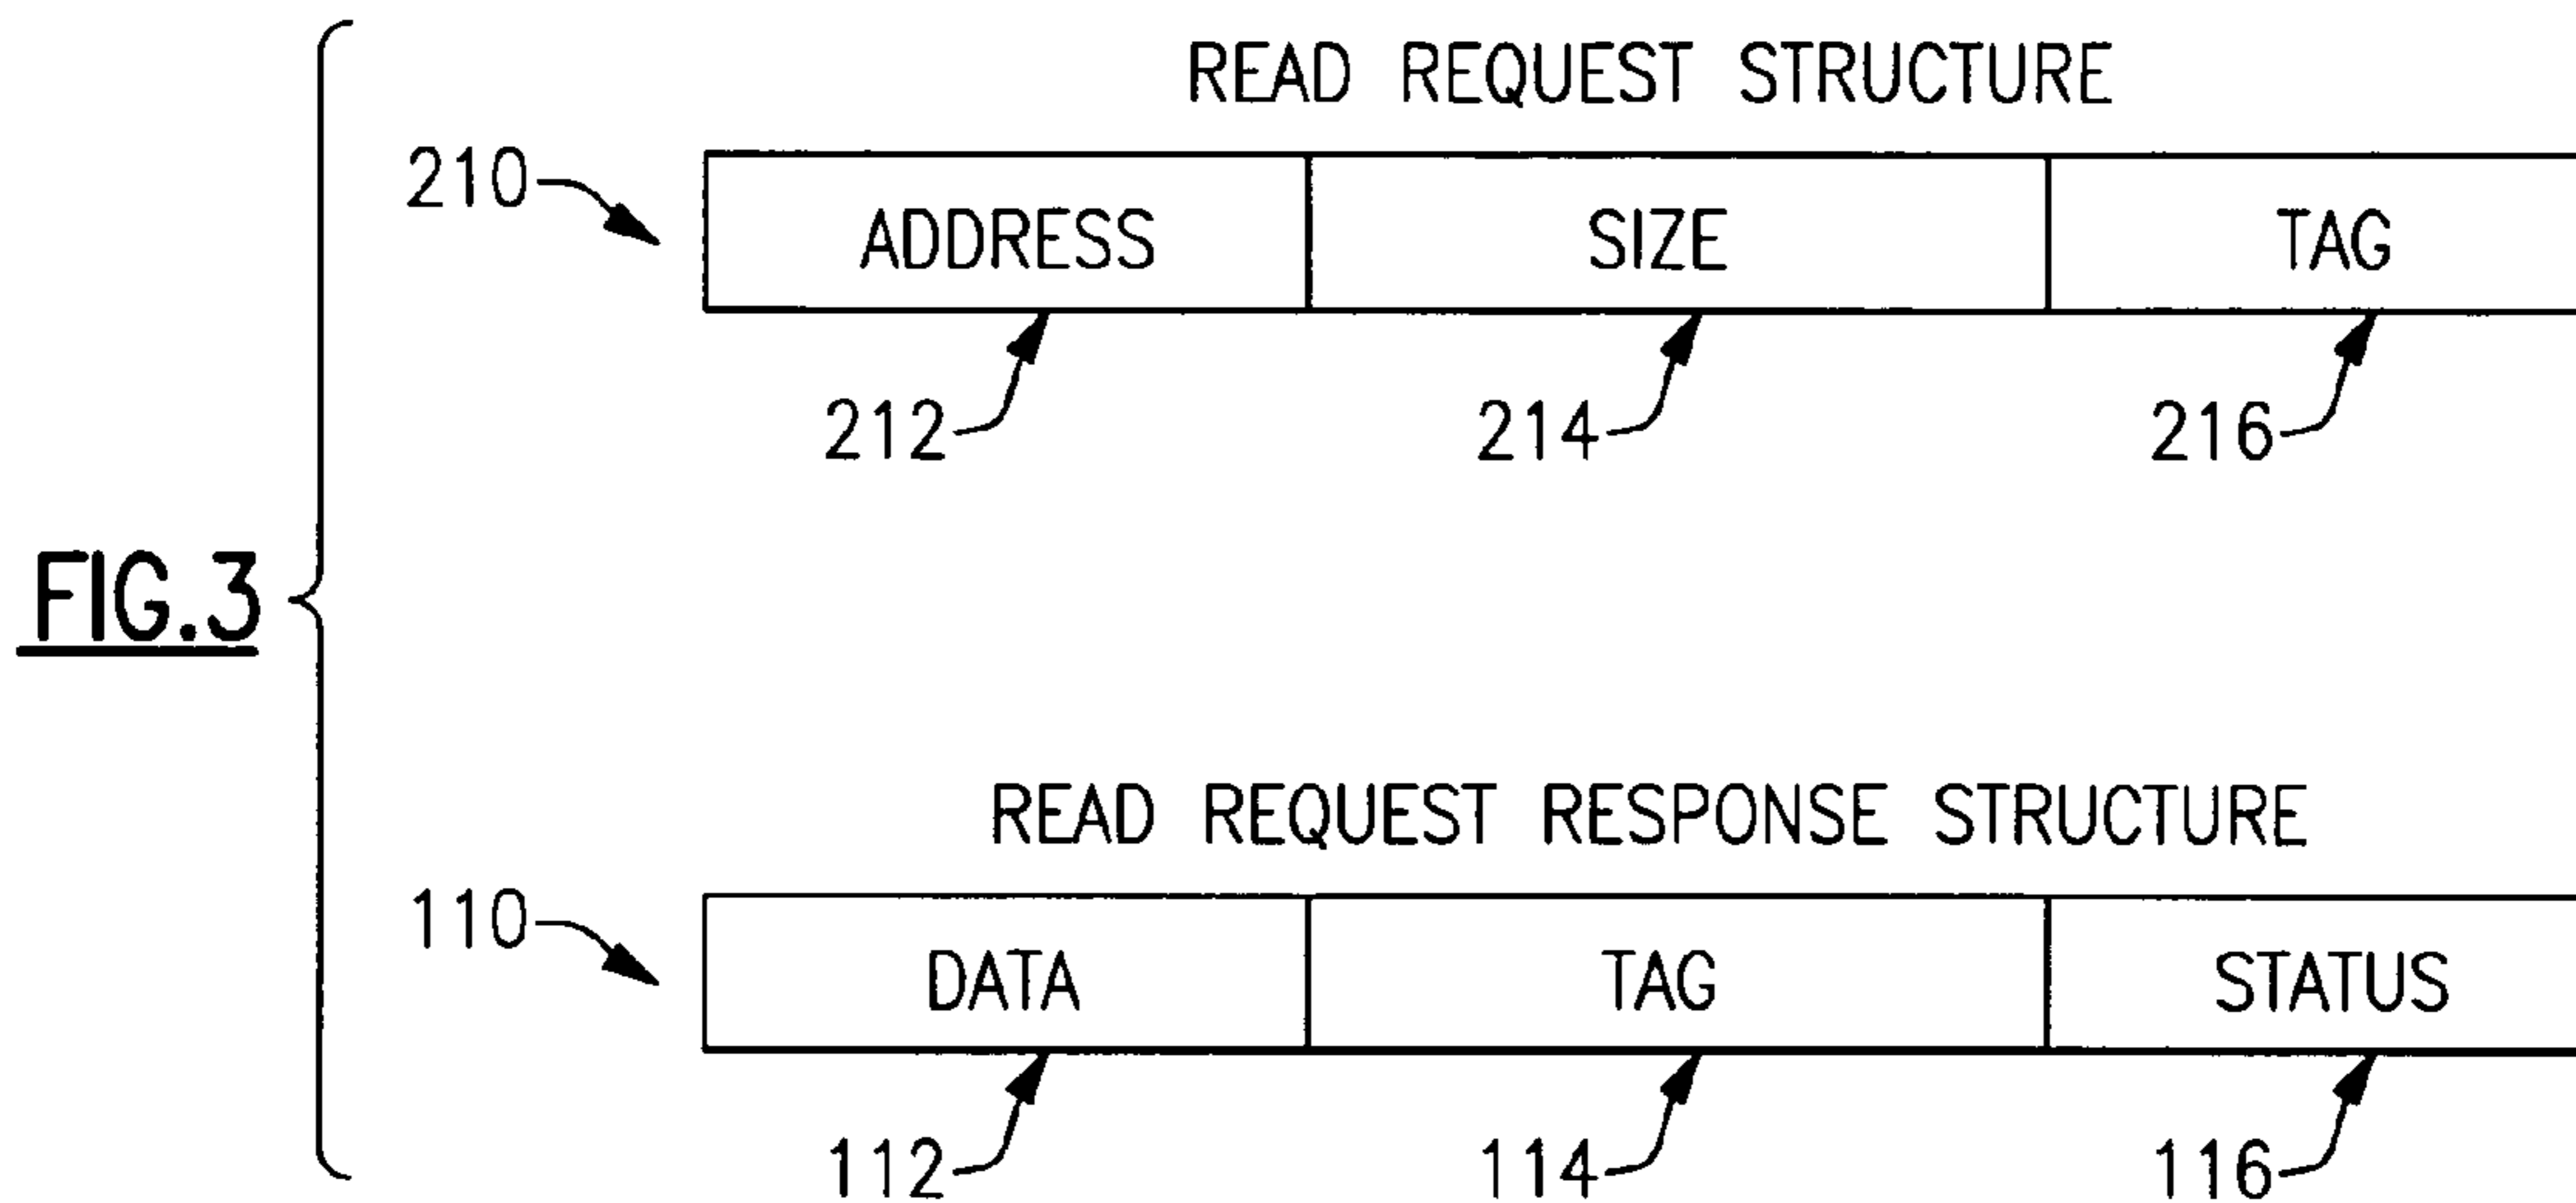 READ REQUEST STRUCTURE
210
ADDRESS SIZE TAG
212 214 216
FIG.3
READ REQUEST RESPONSE STRUCTURE
110
DATA TAG STATUS
112 114 116